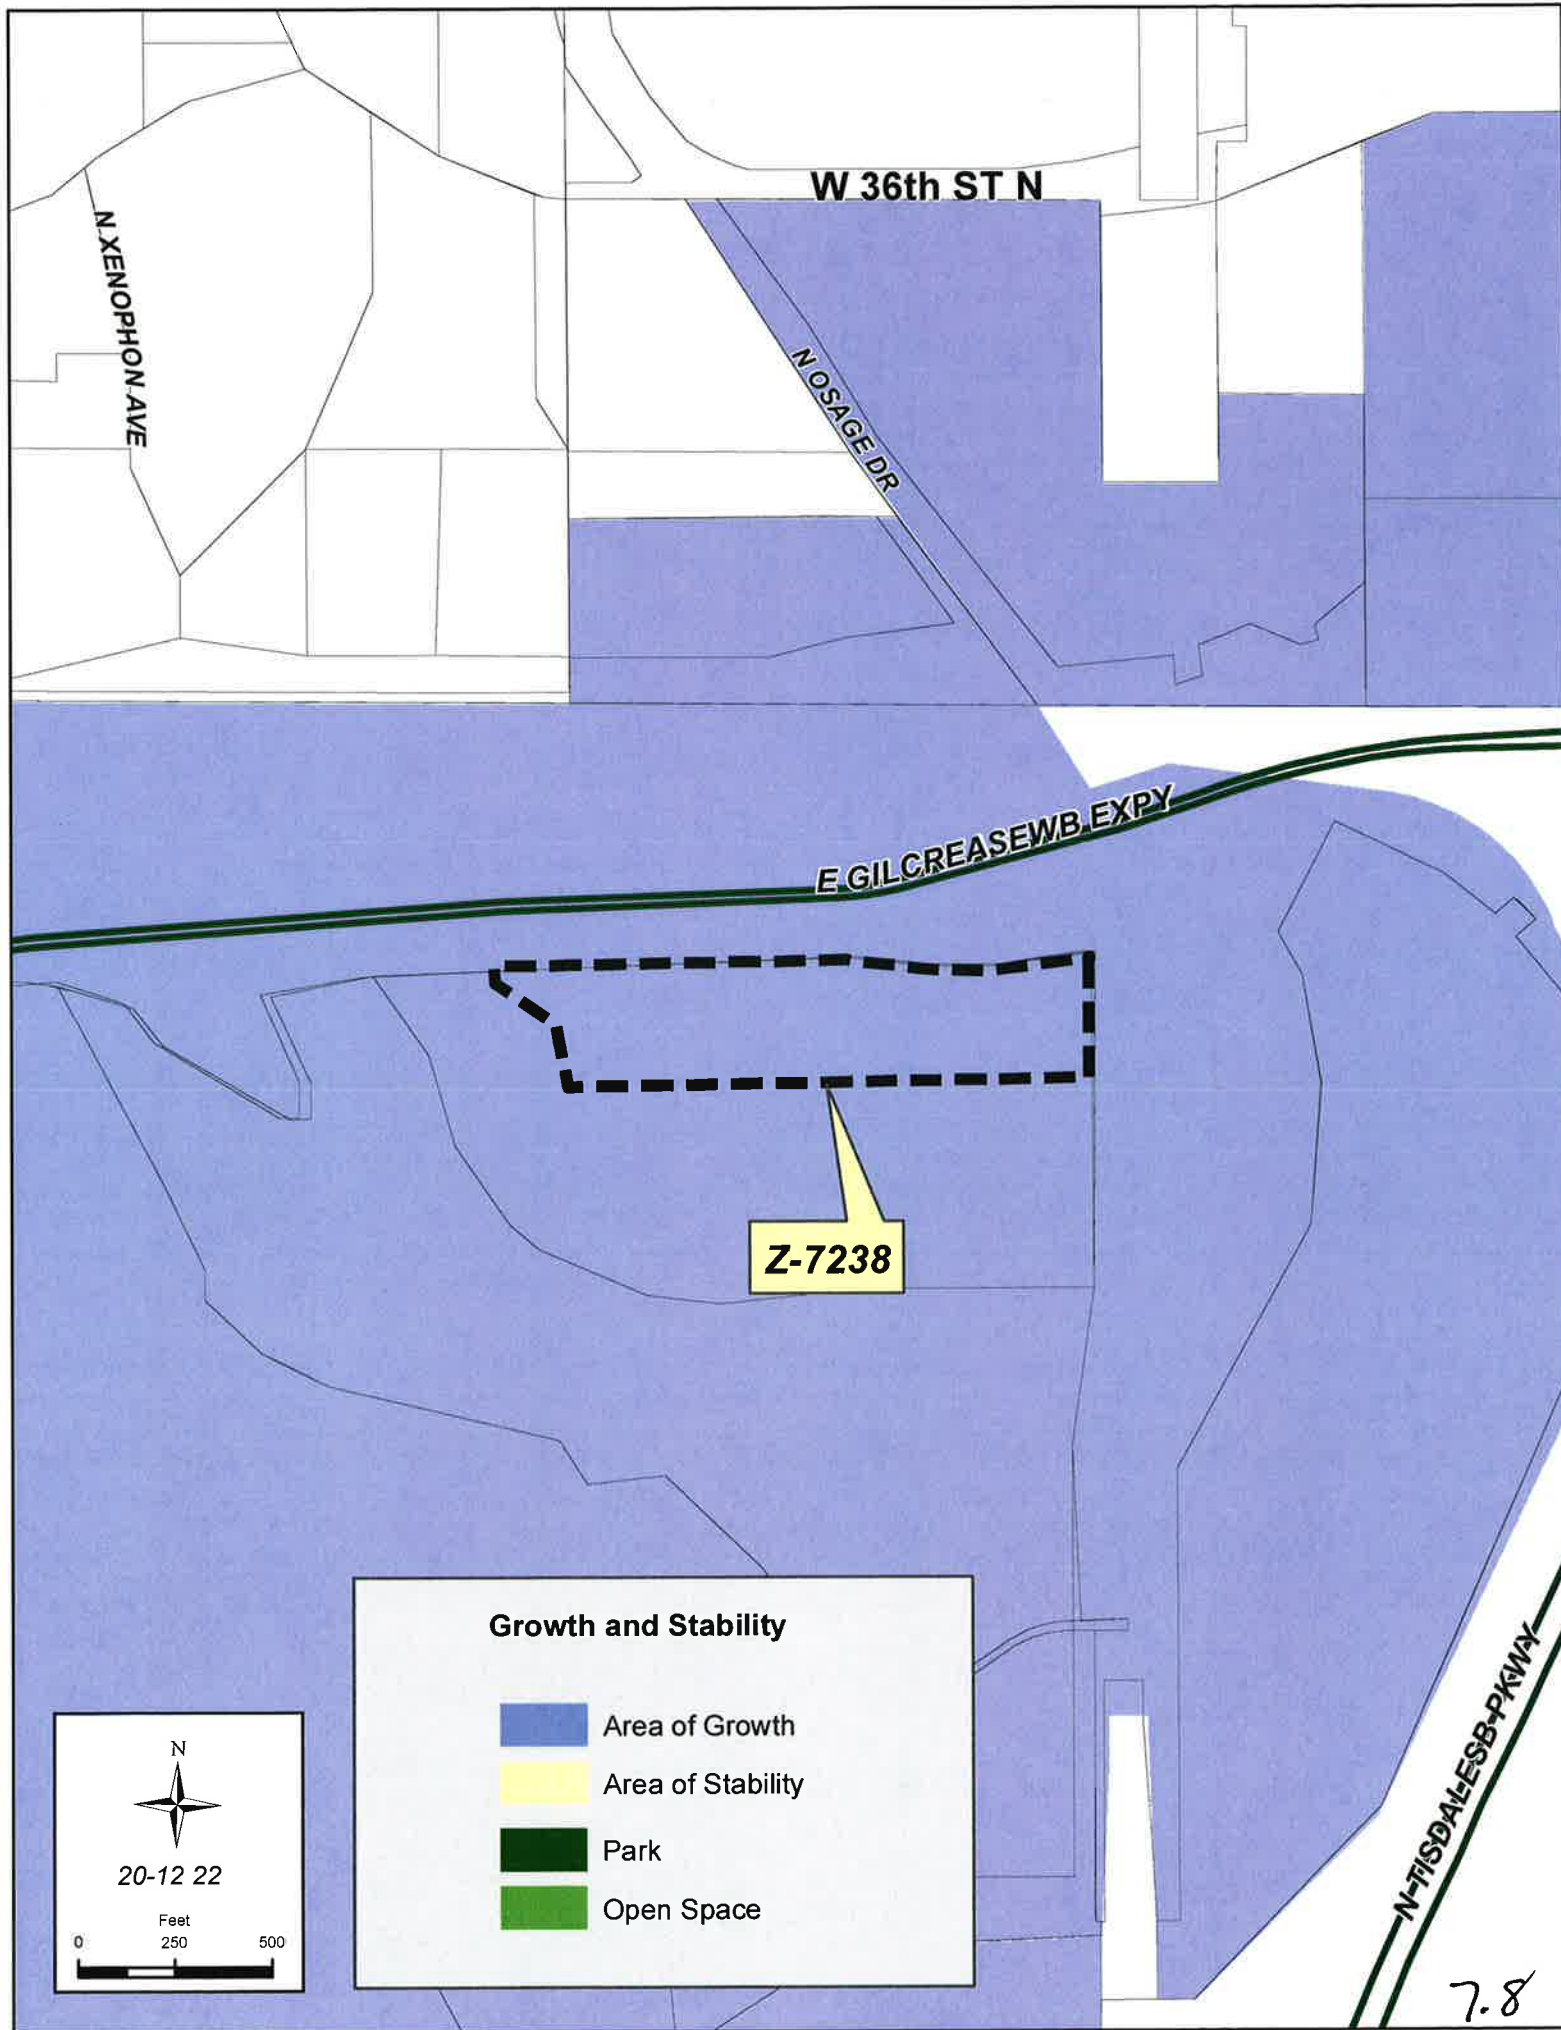 W 36th ST N
N XENOPHON AVE
N OSAGE DR
E GILCREASEWB EXPY
Z-7238
Growth and Stability
Area of Growth
Area of Stability
Park
Open Space
N
20-12 22
Feet
0 250 500
N TISDALESB PKWY
7.8